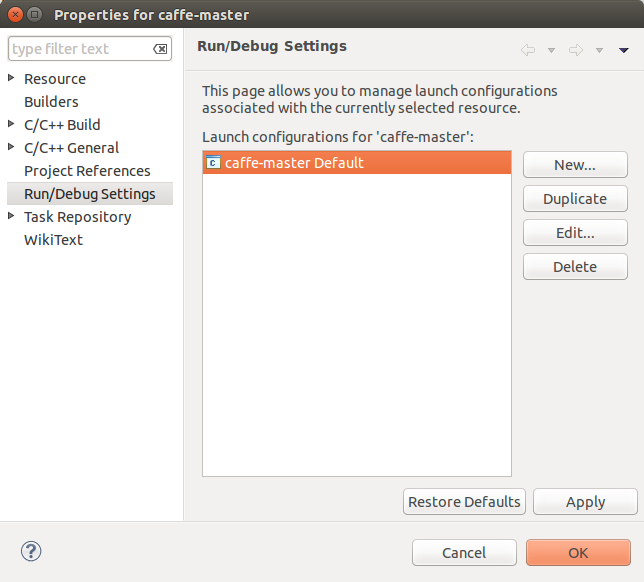 Properties for caffe-master
type filter text
Resource
Builders
C/C++ Build
C/C++ General
Project References
Run/Debug Settings
Task Repository
WikiText
Run/Debug Settings
This page allows you to manage launch configurations
associated with the currently selected resource.
Launch configurations for 'caffe-master':
c caffe-master Default
New...
Duplicate
Edit...
Delete
Restore Defaults
Apply
?
Cancel
OK